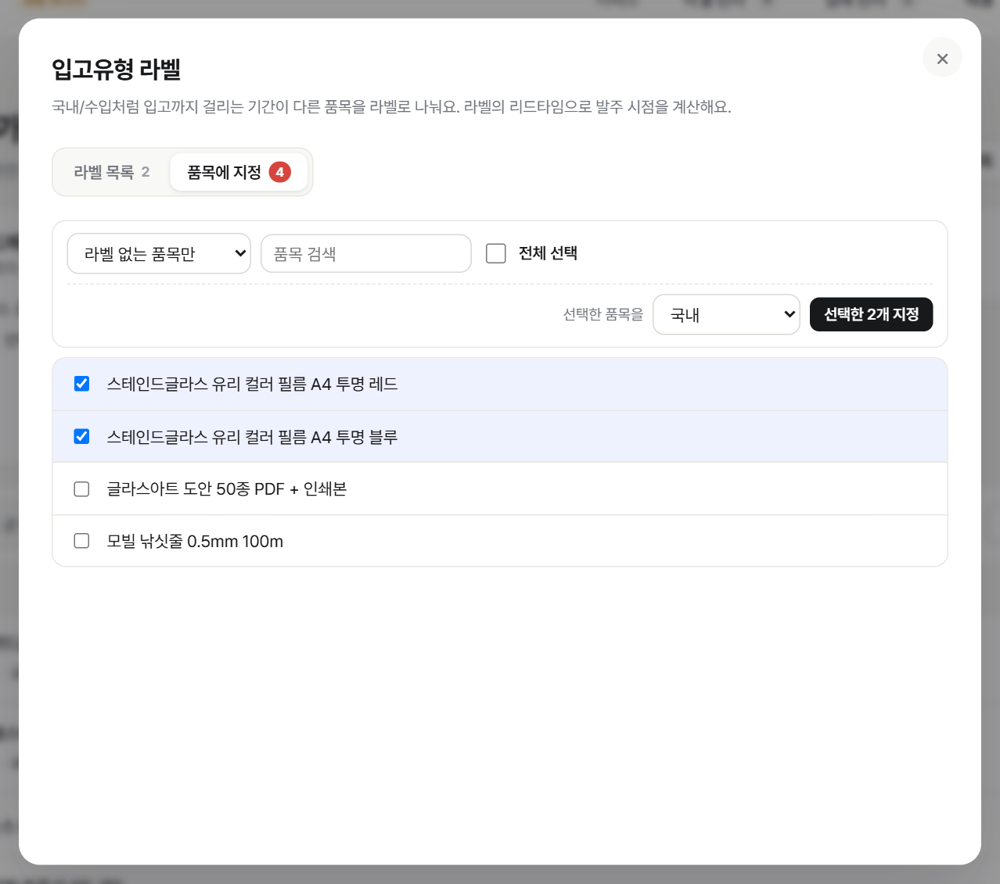 입고유형 라벨
국내/수입처럼 입고까지 걸리는 기간이 다른 품목을 라벨로 나눠요. 라벨의 리드타임으로 발주 시점을 계산해요.
라벨 목록 2 품목에 지정 4
라벨 없는 품목만 품목 검색 전체 선택
선택한 품목을 국내 선택한 2개 지정
스테인드글라스 유리 컬러 필름 A4 투명 레드
스테인드글라스 유리 컬러 필름 A4 투명 블루
글라스아트 도안 50종 PDF + 인쇄본
모빌 낚싯줄 0.5mm 100m